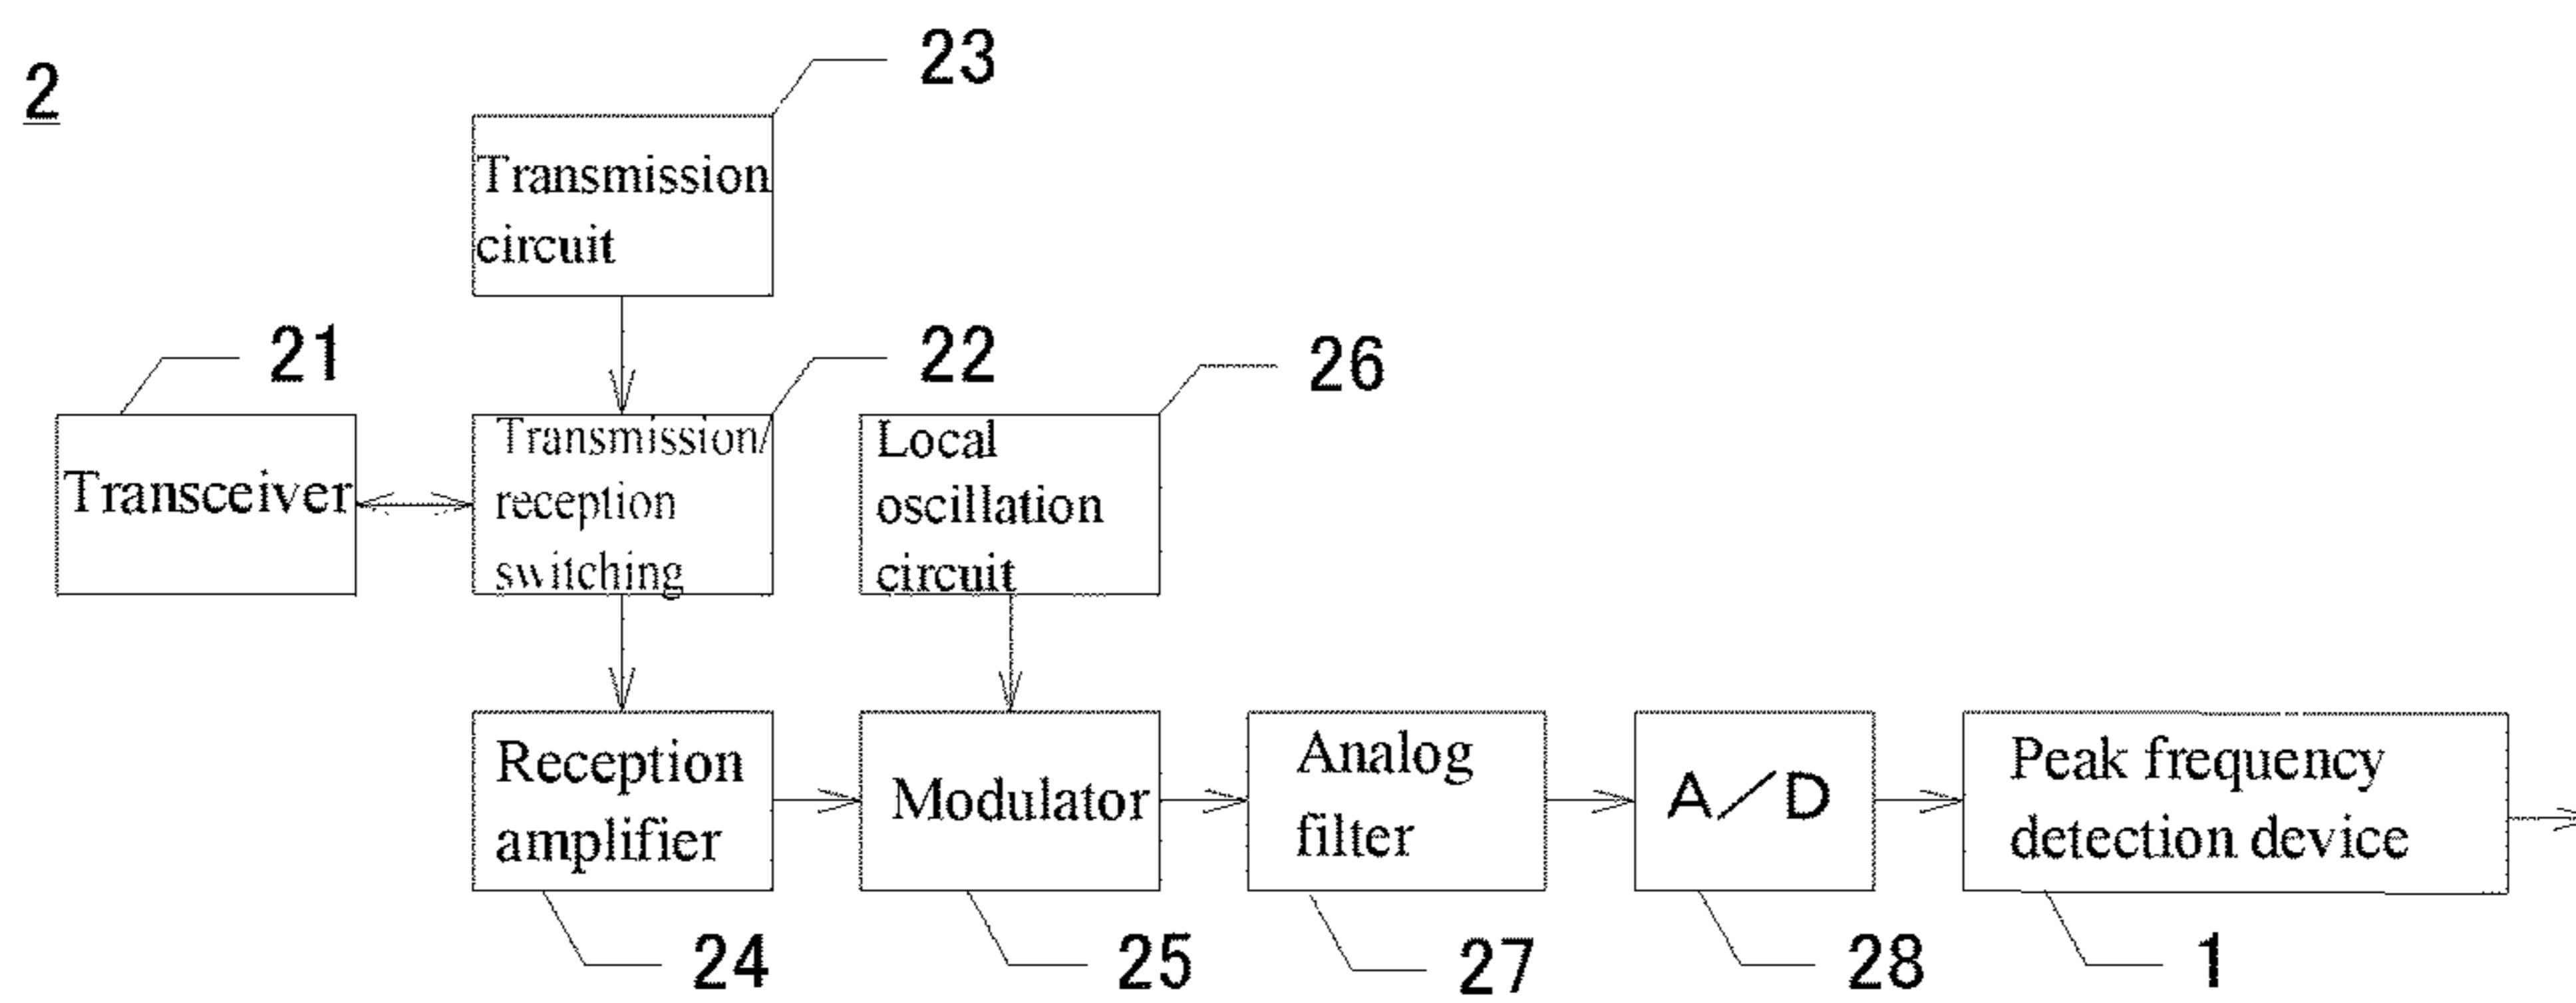 2
23
Transmission
circuit
21
22
26
Transceiver
Transmission/
reception
switching
Local
oscillation
circuit
Reception
amplifier
Modulator
Analog
filter
A/D
Peak frequency
detection device
24
25
27
28
1